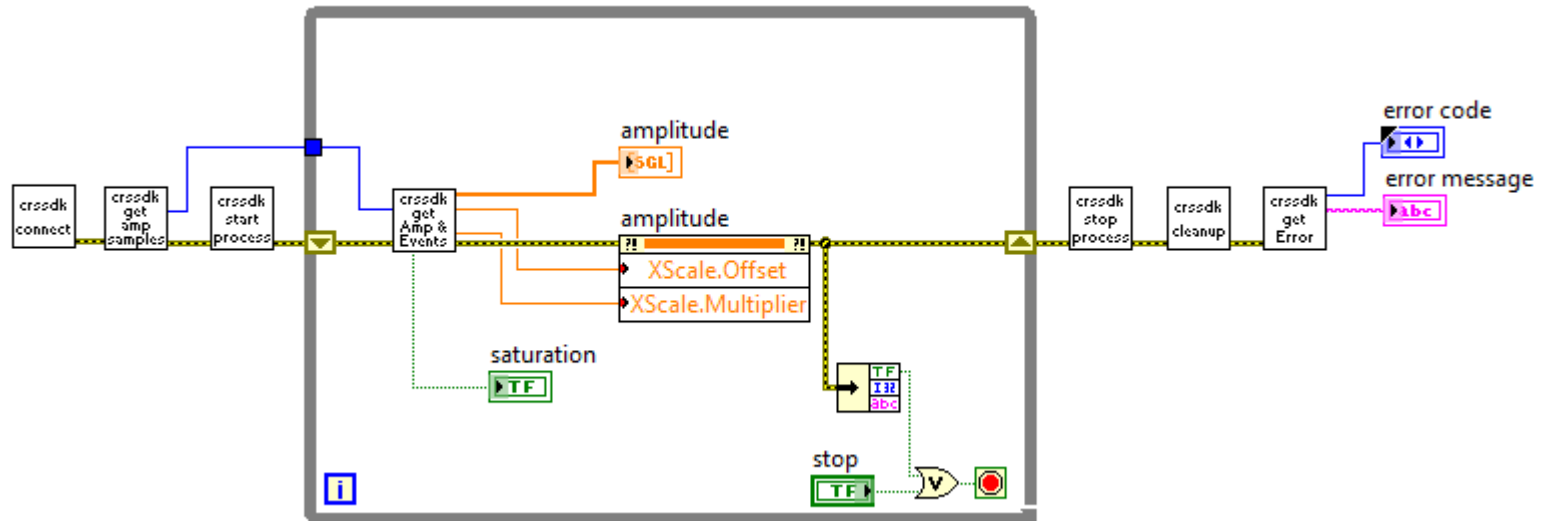 crssdk
connect
crssdk
get
amp
samples
crssdk
start
process
crssdk
get
Amp &
Events
amplitude
[SGL]
amplitude
?!
?!
XScale.Offset
XScale.Multiplier
saturation
TF
TF
I32
abc
stop
TF
V
i
crssdk
stop
process
crssdk
cleanup
crssdk
get
Error
error code
error message
abc